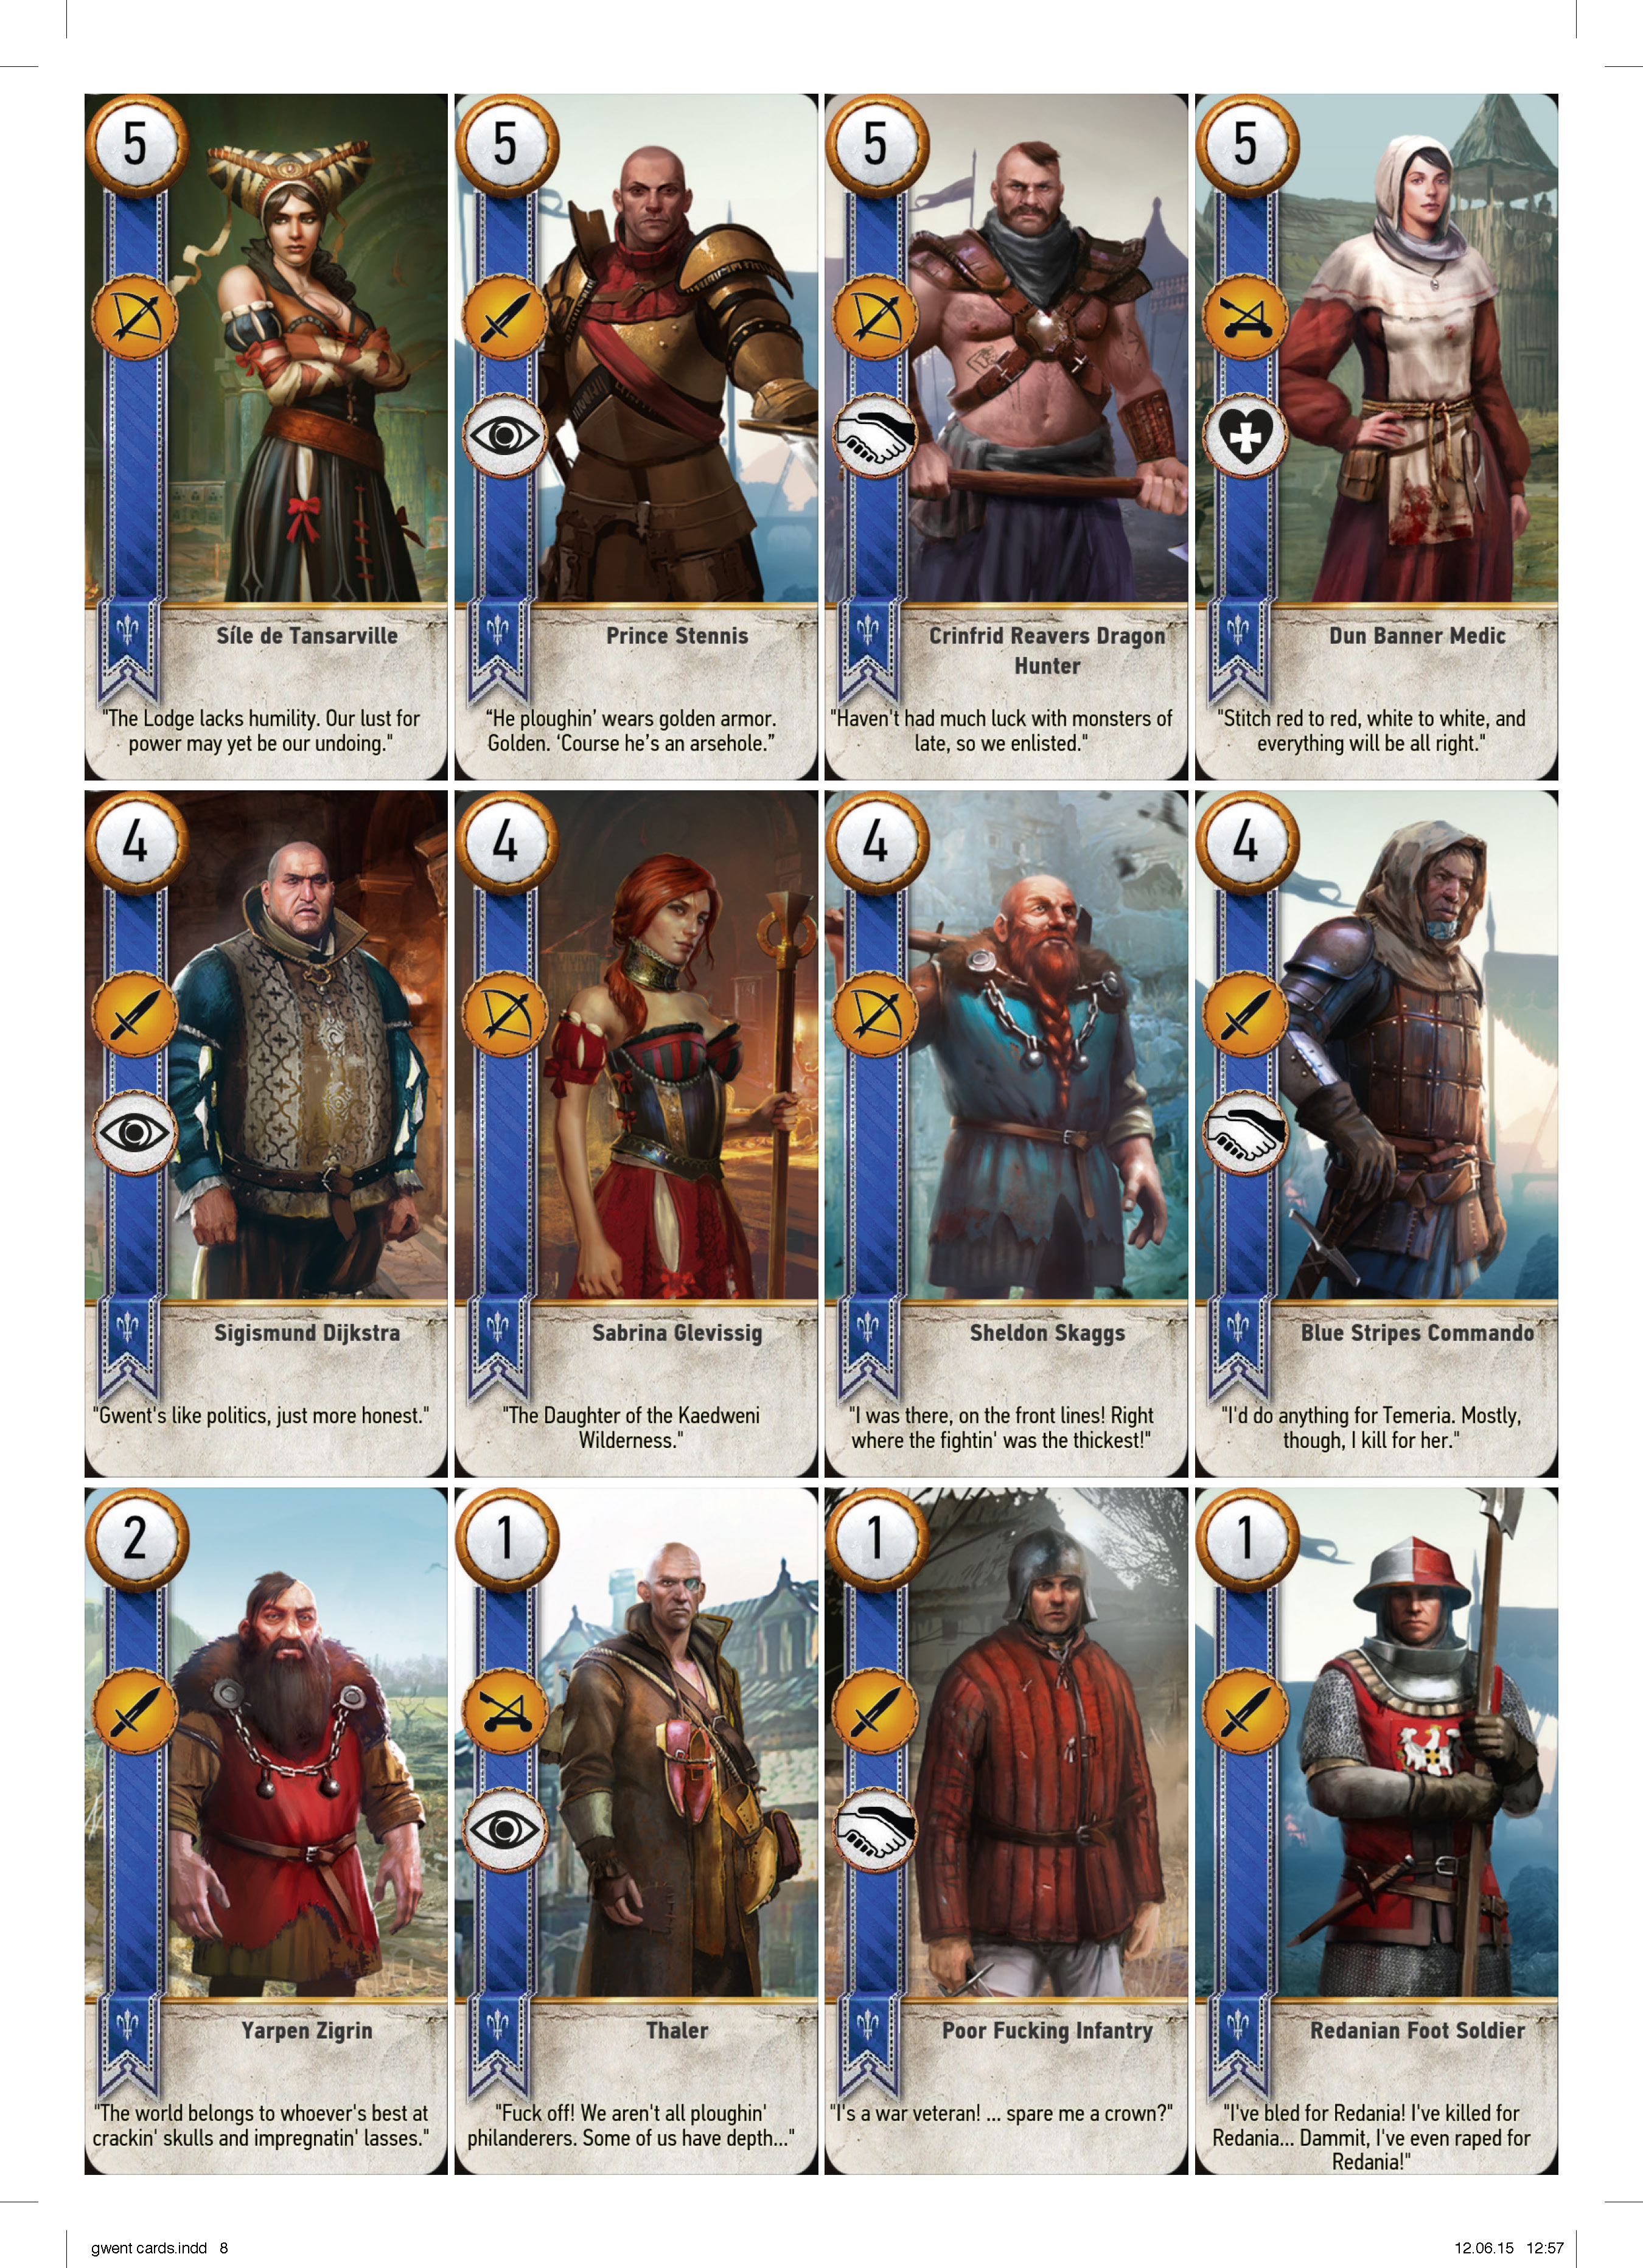 5
Síle de Tansarville
"The Lodge lacks humility. Our lust for
power may yet be our undoing."
5
Prince Stennis
“He ploughin’ wears golden armor.
Golden. ‘Course he’s an arsehole.”
5
Crinfrid Reavers Dragon
Hunter
"Haven't had much luck with monsters of
late, so we enlisted."
5
Dun Banner Medic
"Stitch red to red, white to white, and
everything will be all right."
4
Sigismund Dijkstra
"Gwent's like politics, just more honest."
4
Sabrina Glevissig
"The Daughter of the Kaedweni
Wilderness."
4
Sheldon Skaggs
"I was there, on the front lines! Right
where the fightin' was the thickest!"
4
Blue Stripes Commando
"I'd do anything for Temeria. Mostly,
though, I kill for her."
2
Yarpen Zigrin
"The world belongs to whoever's best at
crackin' skulls and impregnatin' lasses."
1
Thaler
"Fuck off! We aren't all ploughin'
philanderers. Some of us have depth..."
1
Poor Fucking Infantry
"I's a war veteran! ... spare me a crown?"
1
Redanian Foot Soldier
"I've bled for Redania! I've killed for
Redania... Dammit, I've even raped for
Redania!"
gwent cards.indd 8
12.06.15 12:57